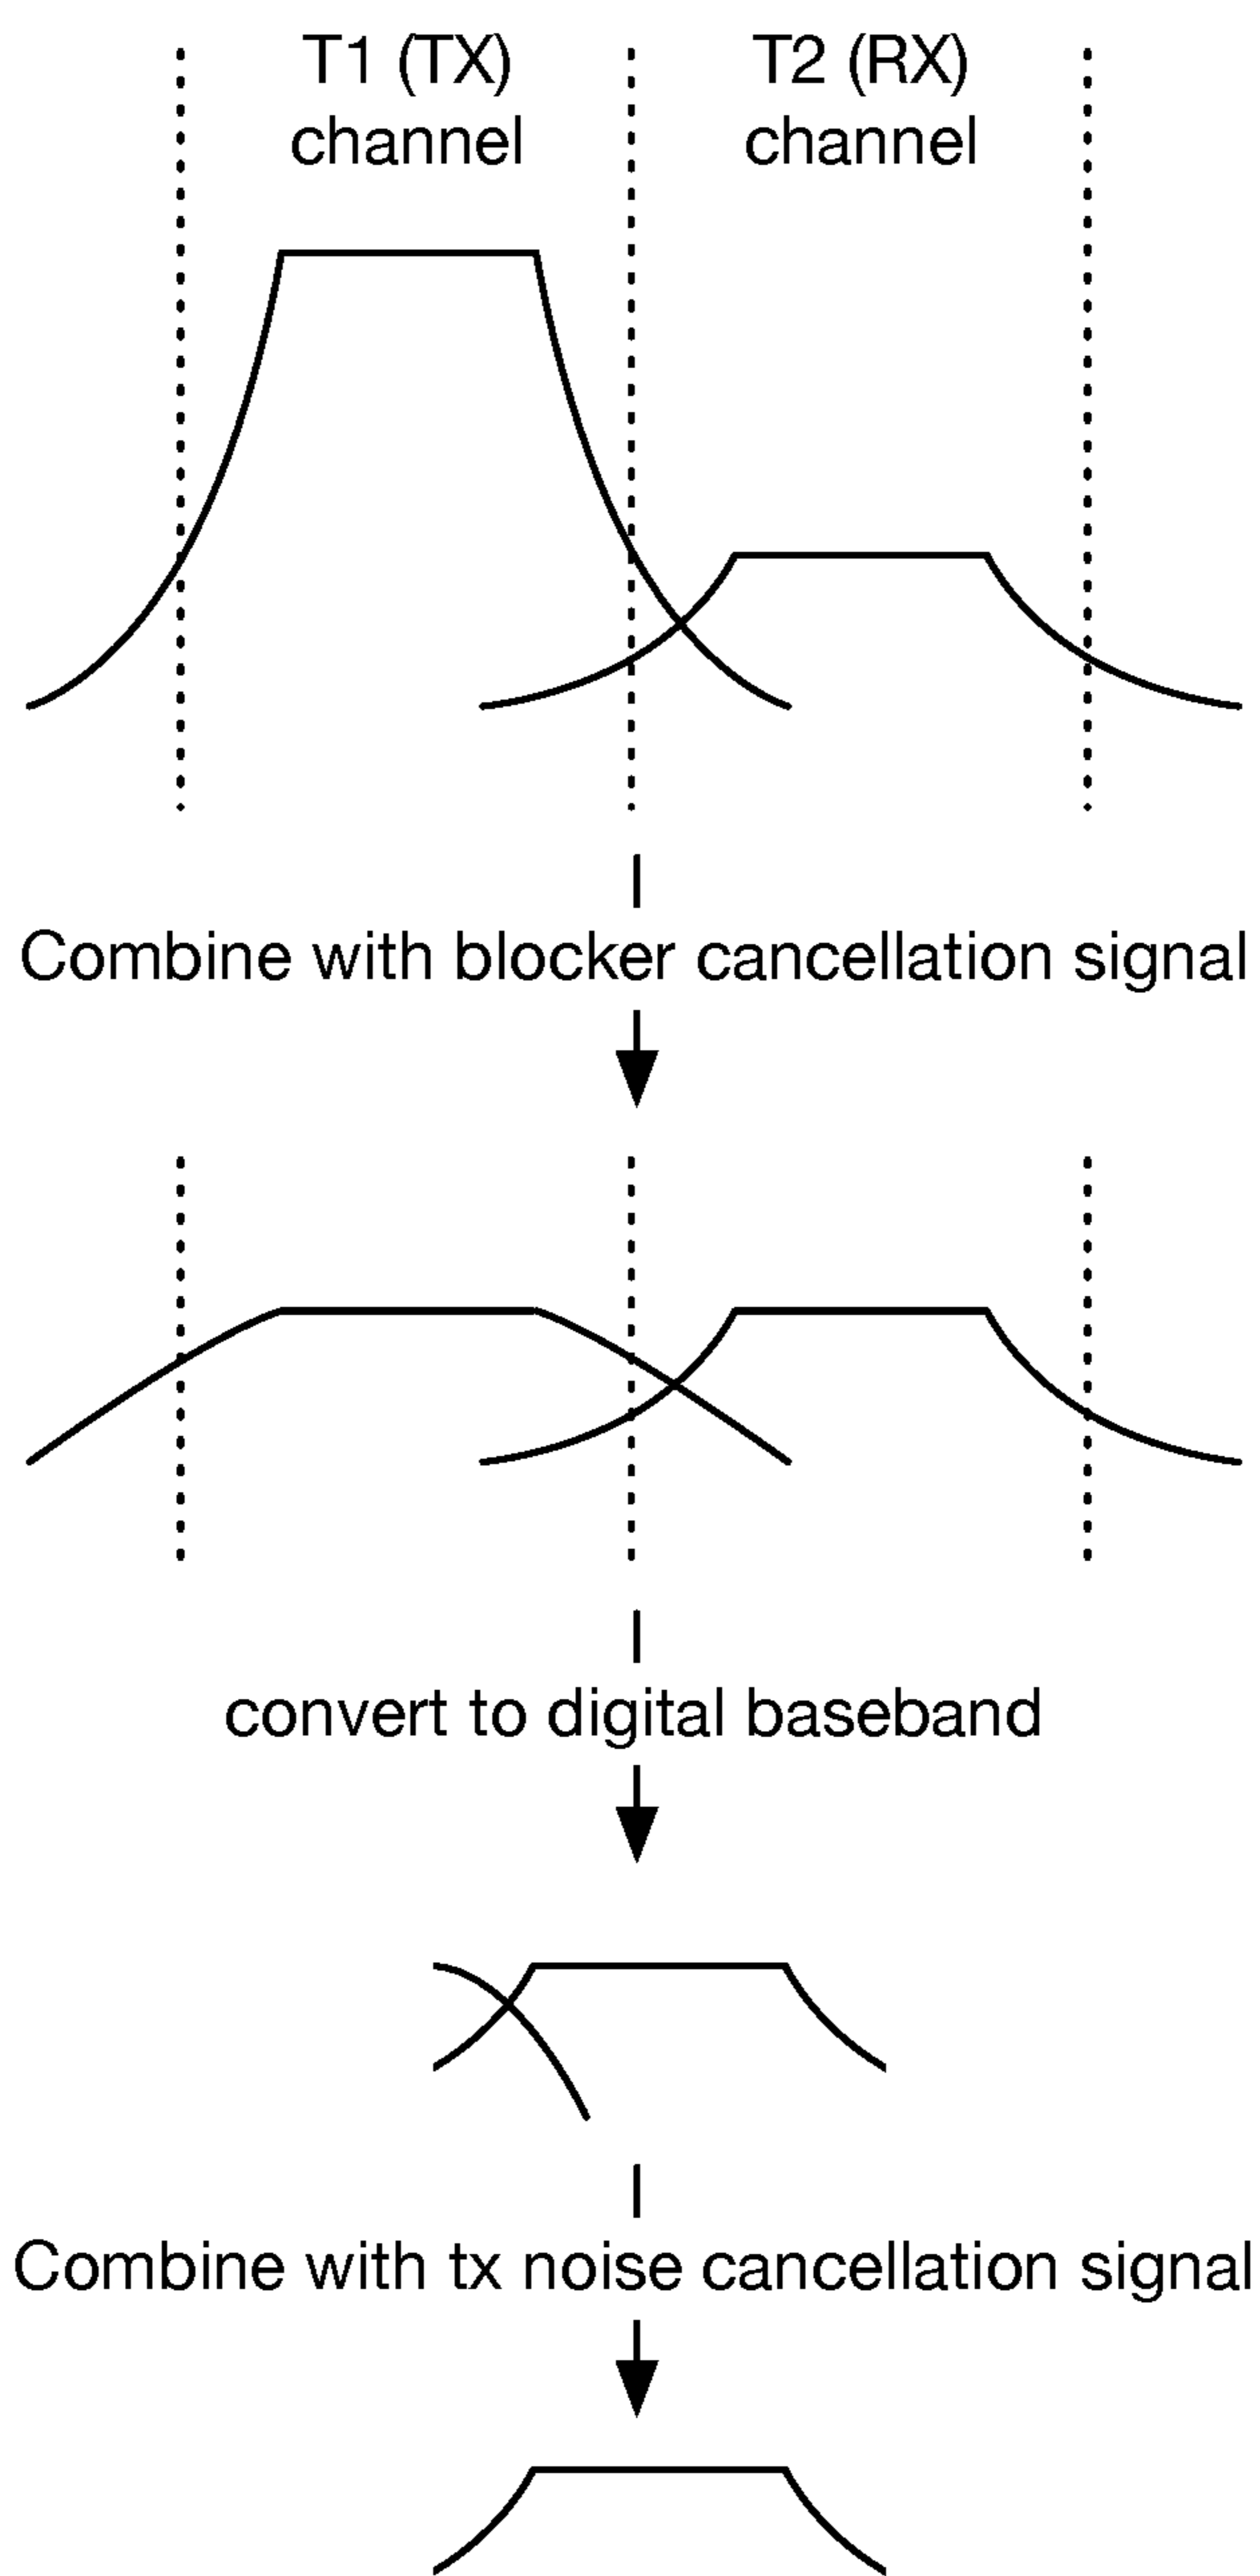 T1 (TX)
channel
T2 (RX)
channel
Combine with blocker cancellation signal
convert to digital baseband
Combine with tx noise cancellation signal